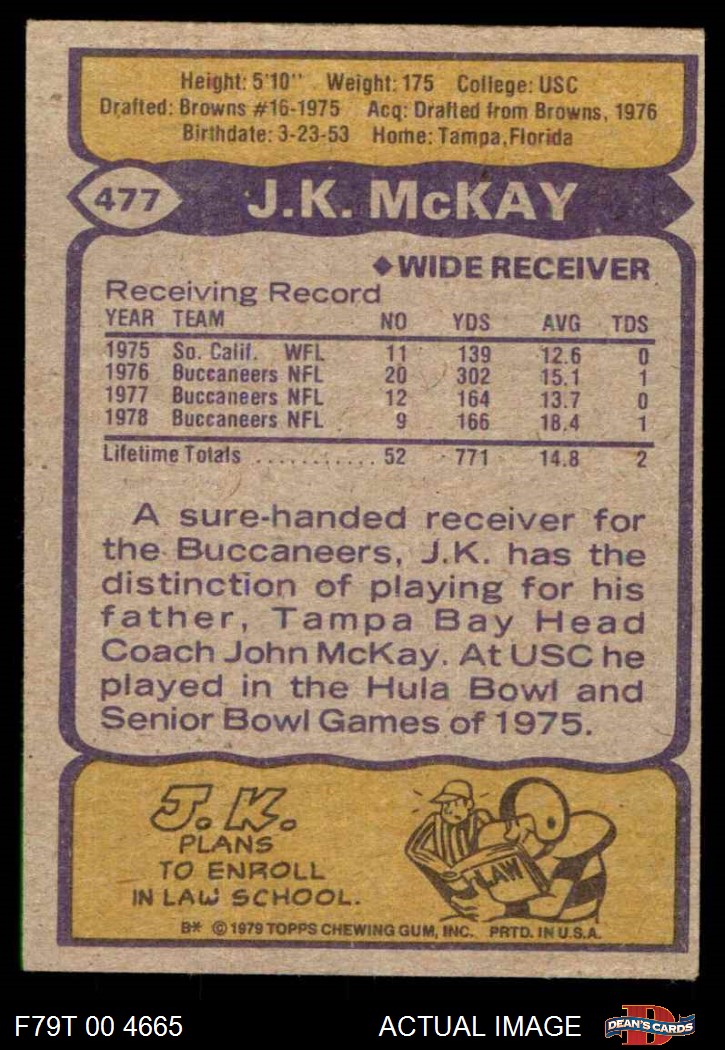 Height: 5'10" Weight: 175 College: USC
Drafted: Browns #16-1975 Acq: Drafted from Browns, 1976
Birthdate: 3-23-53 Home: Tampa, Florida
477 J.K. McKAY
◆WIDE RECEIVER
Receiving Record
YEAR TEAM NO YDS AVG TDS
1975 So. Calif. WFL 11 139 12.6 0
1976 Buccaneers NFL 20 302 15.1 1
1977 Buccaneers NFL 12 164 13.7 0
1978 Buccaneers NFL 9 166 18.4 1
Lifetime Totals ............ 52 771 14.8 2
A sure-handed receiver for
the Buccaneers, J.K. has the
distinction of playing for his
father, Tampa Bay Head
Coach John McKay. At USC he
played in the Hula Bowl and
Senior Bowl Games of 1975.
J.K.
PLANS
TO ENROLL
IN LAW SCHOOL.
LAW
B* © 1979 TOPPS CHEWING GUM, INC. PRTD. IN U.S.A.
F79T 00 4665 ACTUAL IMAGE D DEAN'S CARDS